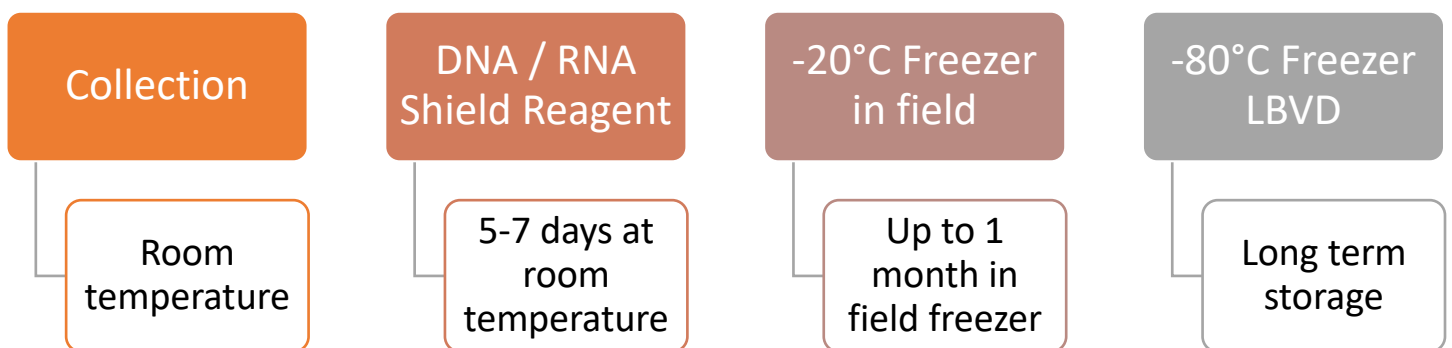 Collection
Room
temperature
DNA / RNA
Shield Reagent
5-7 days at
room
temperature
-20°C Freezer
in field
Up to 1
month in
field freezer
-80°C Freezer
LBVD
Long term
storage